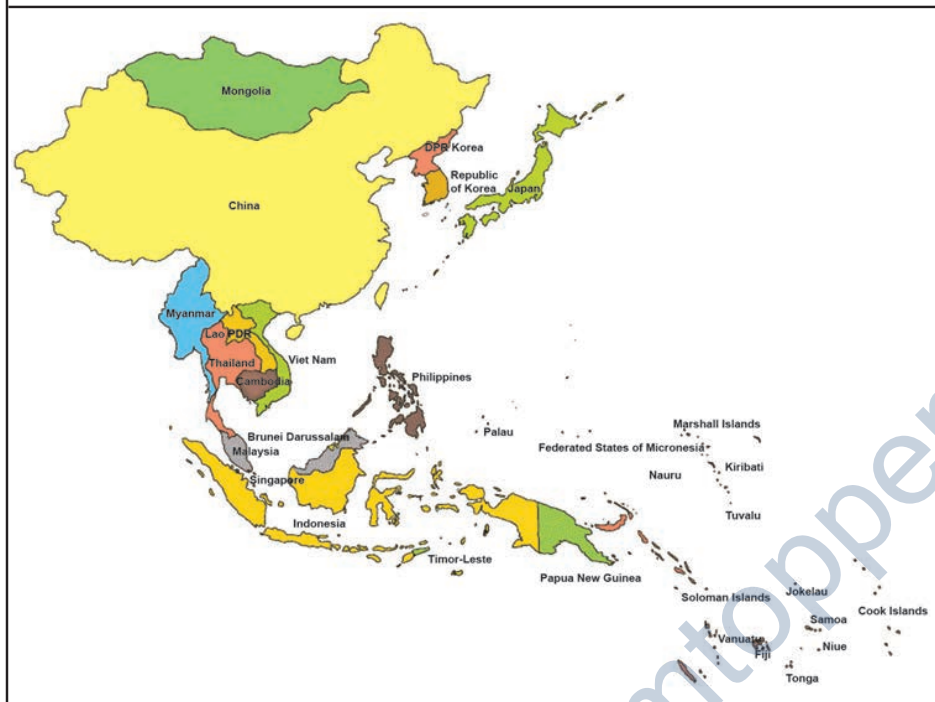 Mongolia
DPR Korea
Republic
of Korea
Japan
China
Myanmar
Lao PDR
Thailand
Viet Nam
Cambodia
Philippines
Brunei Darussalam
Malaysia
Singapore
Indonesia
Timor-Leste
Palau
Marshall Islands
Federated States of Micronesia
Nauru
Kiribati
Tuvalu
Papua New Guinea
Soloman Islands
Jokelau
Samoa
Cook Islands
Vanuatu
Fiji
Niue
Tonga
mtopper